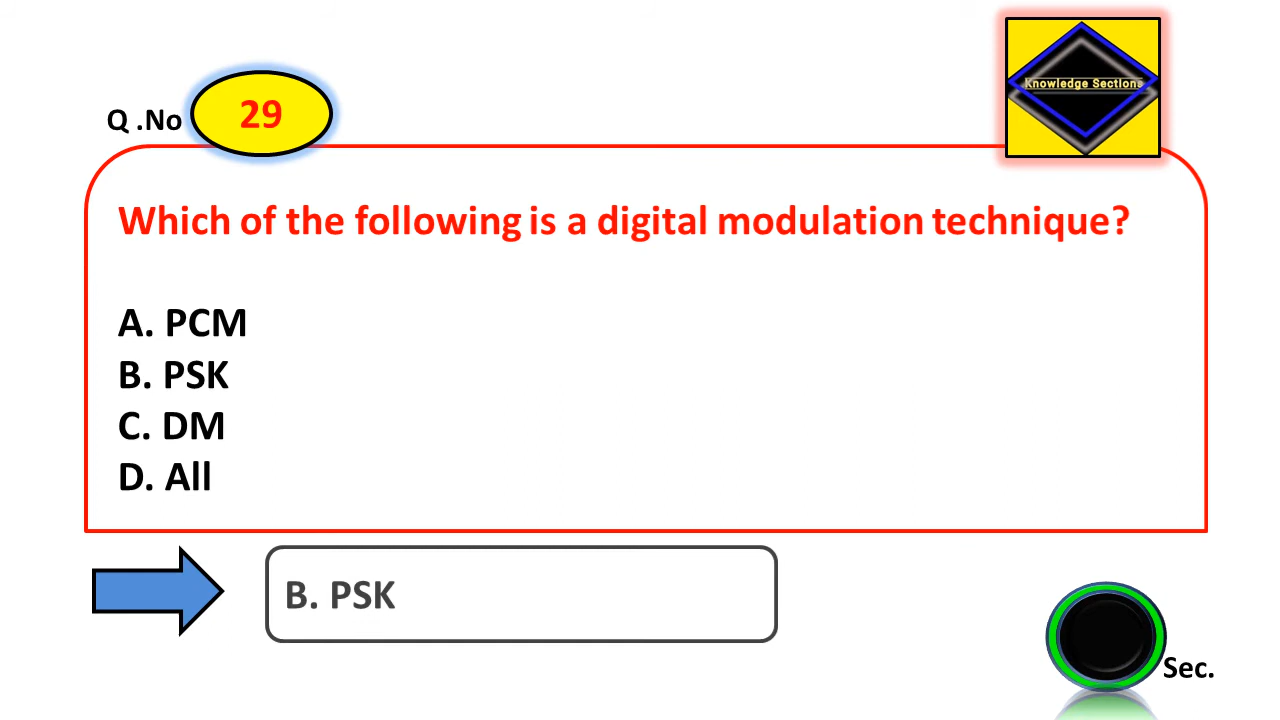 Knowledge Sections
Q .No 29
Which of the following is a digital modulation technique?
A. PCM
B. PSK
C. DM
D. All
B. PSK
Sec.